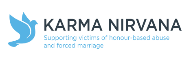 KARMA NIRVANA
Supporting victims of honour-based abuse
and forced marriage